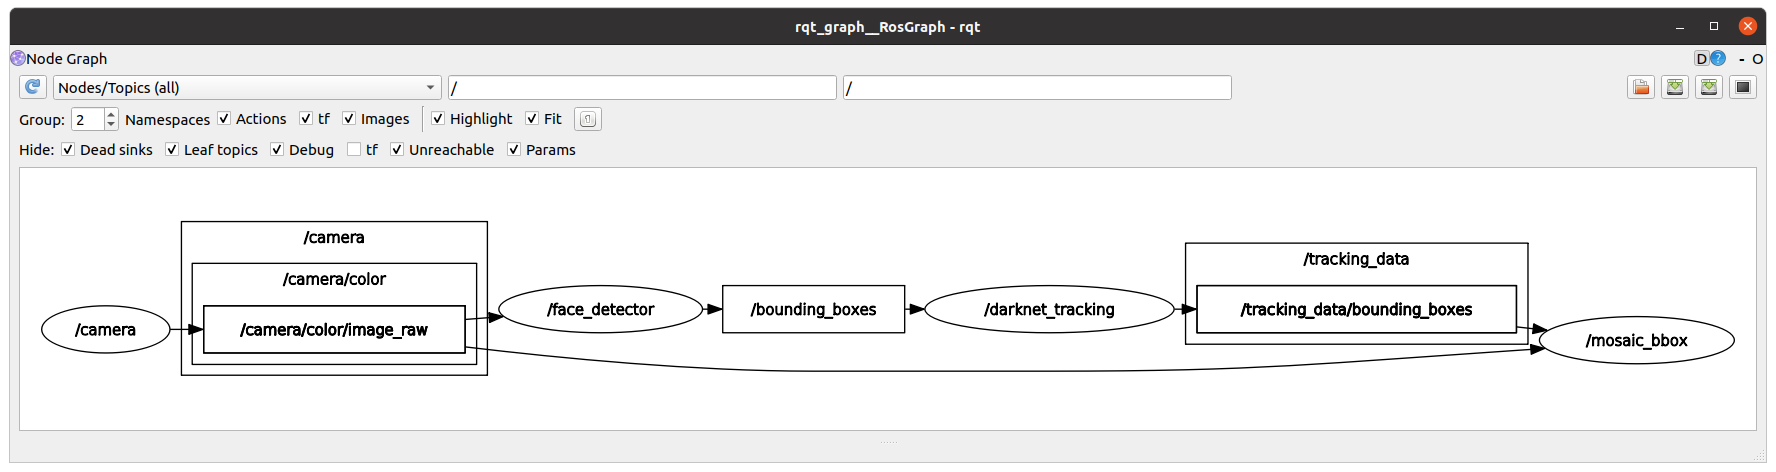 rqt_graph__RosGraph - rqt
Node Graph D ? - O
Nodes/Topics (all) / /
Group: 2 Namespaces Actions tf Images Highlight Fit
Hide: Dead sinks Leaf topics Debug tf Unreachable Params
/camera
/camera/color
/camera
/camera/color/image_raw
/face_detector
/bounding_boxes
/darknet_tracking
/tracking_data
/tracking_data/bounding_boxes
/mosaic_bbox